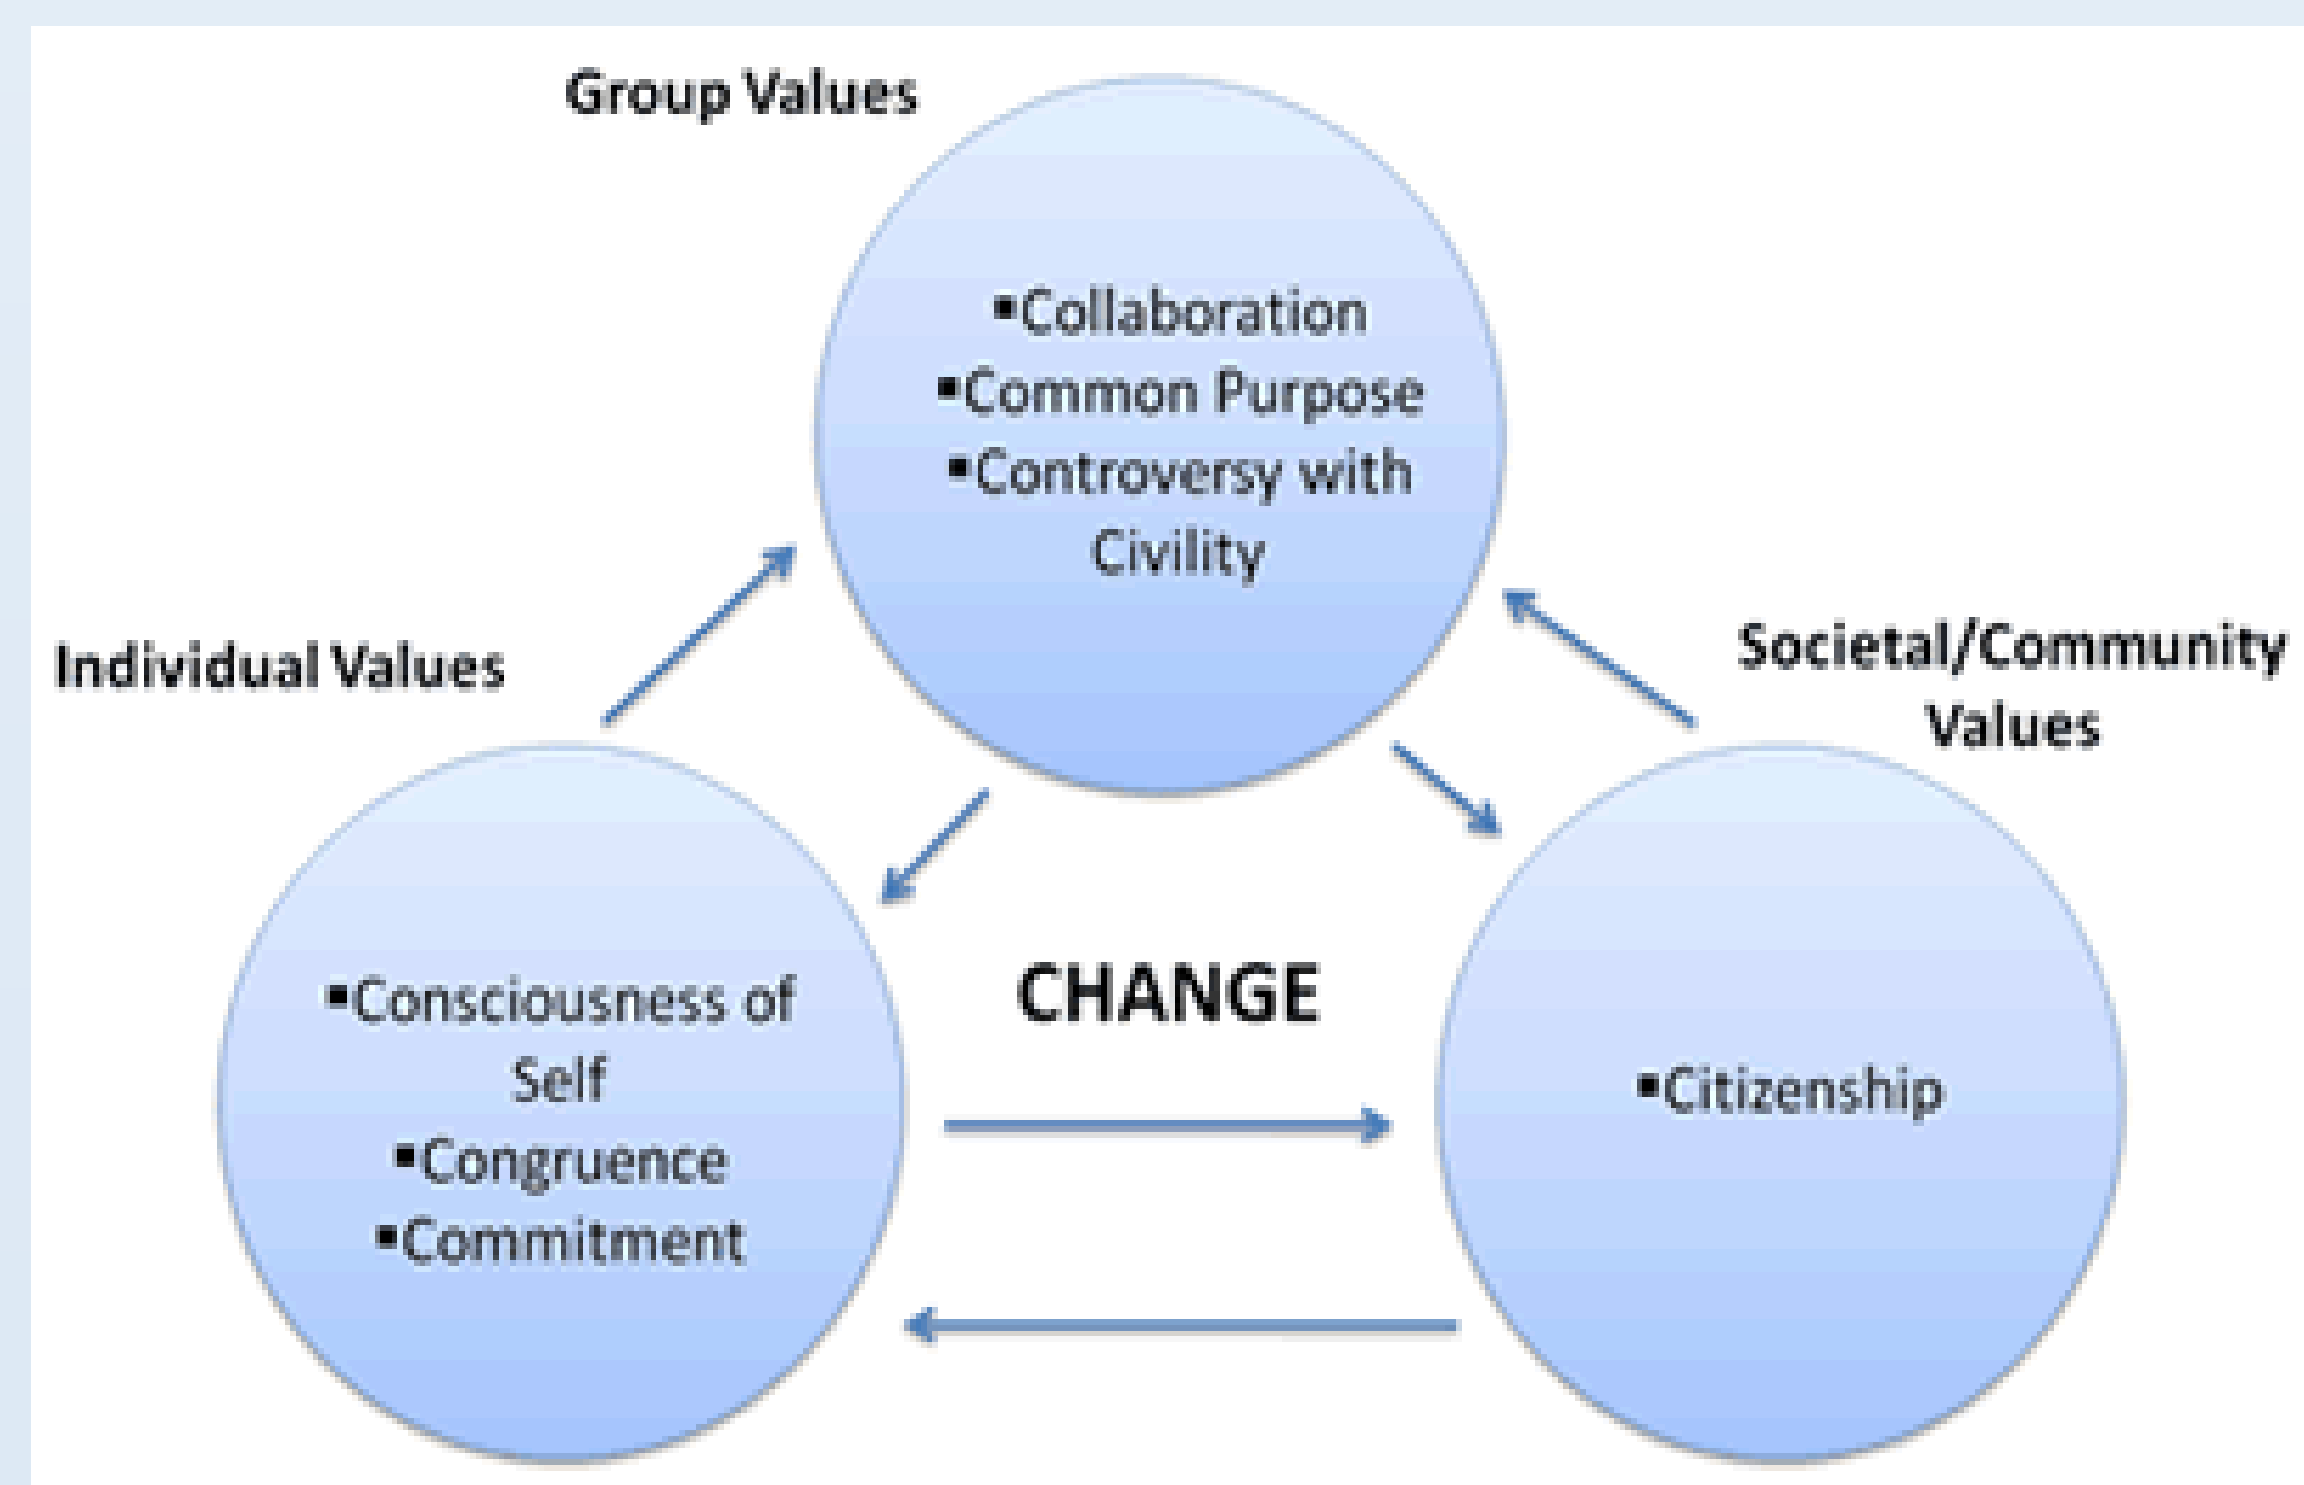 Group Values
▪Collaboration
▪Common Purpose
▪Controversy with
Civility
Individual Values
Societal/Community
Values
▪Consciousness of
Self
▪Congruence
▪Commitment
CHANGE
▪Citizenship